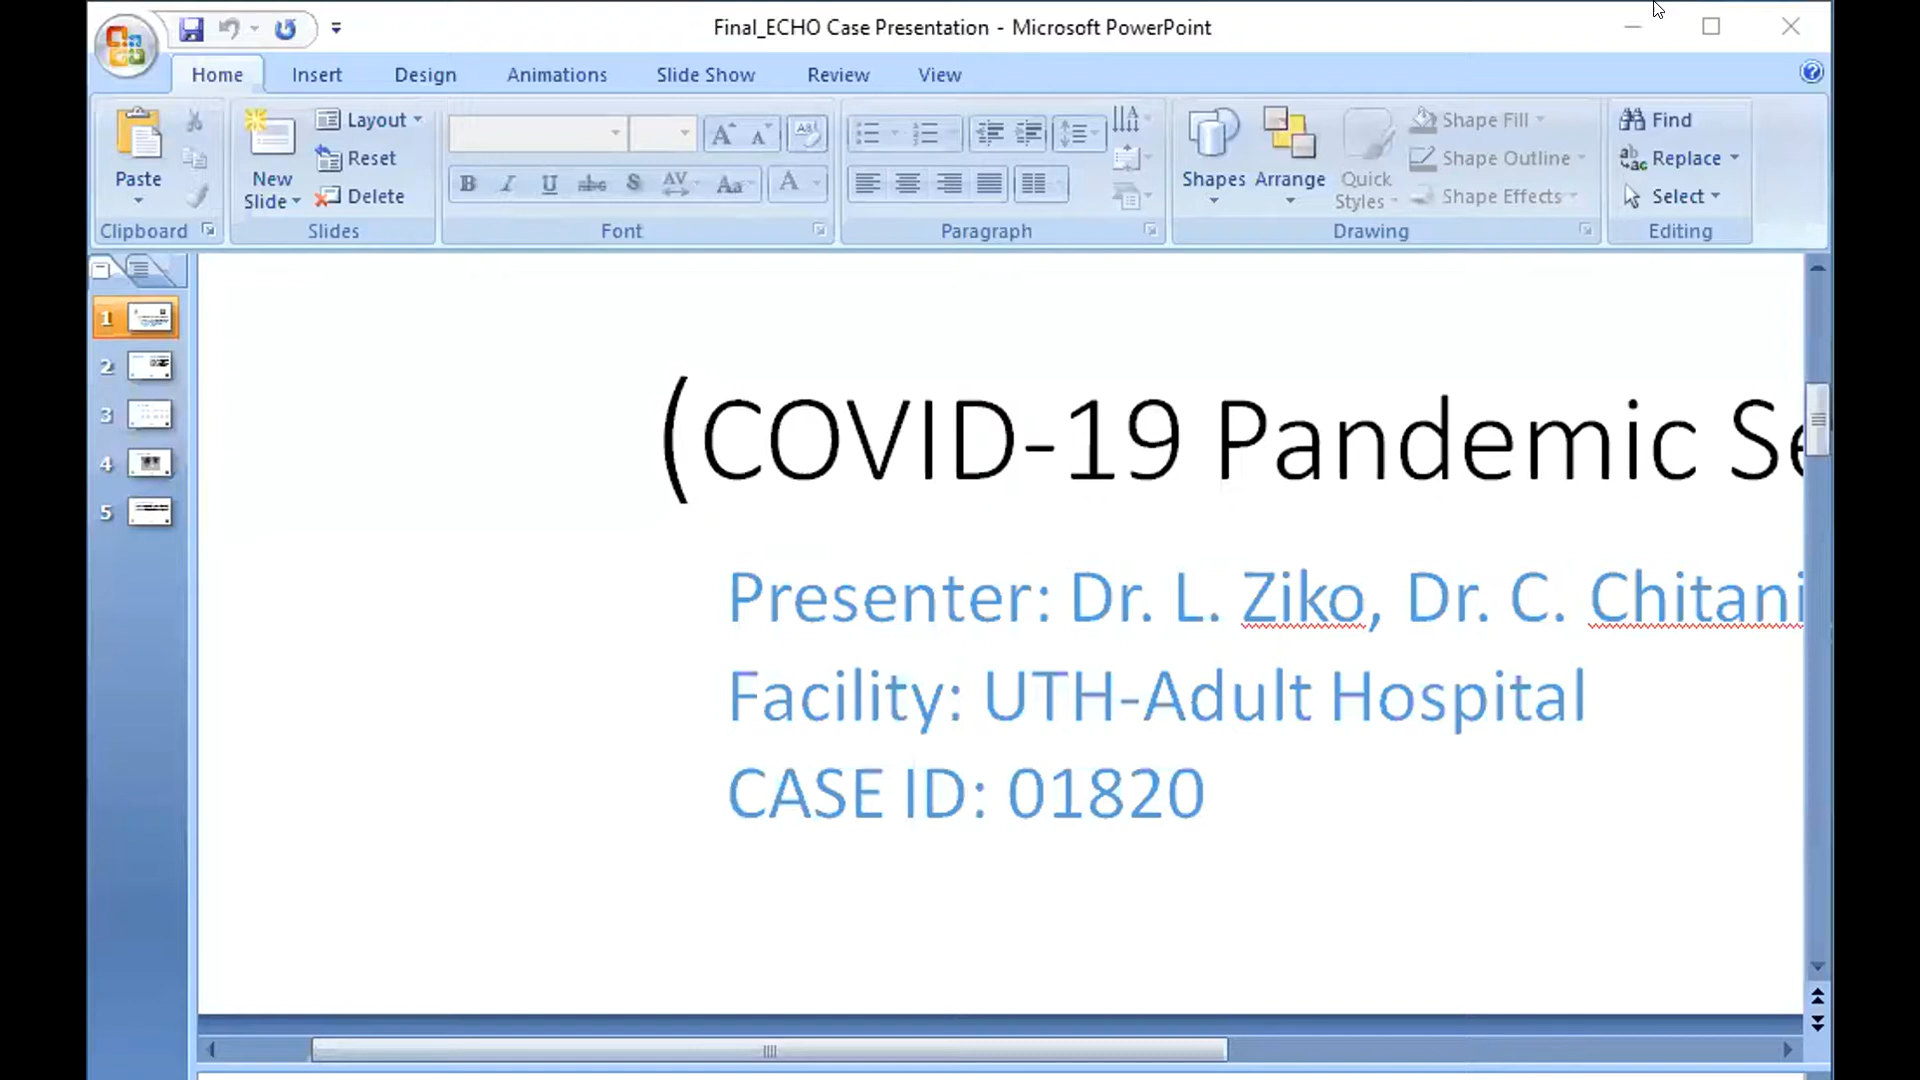 Final_ECHO Case Presentation - Microsoft PowerPoint
Home Insert Design Animations Slide Show Review View
Paste
Clipboard
New Slide
Layout
Reset
Delete
Slides
Font
Paragraph
Shapes Arrange Quick Styles
Shape Fill
Shape Outline
Shape Effects
Drawing
Find
Replace
Select
Editing
1
2
3
4
5
(COVID-19 Pandemic
Presenter: Dr. L. Ziko, Dr. C. Chitani
Facility: UTH-Adult Hospital
CASE ID: 01820